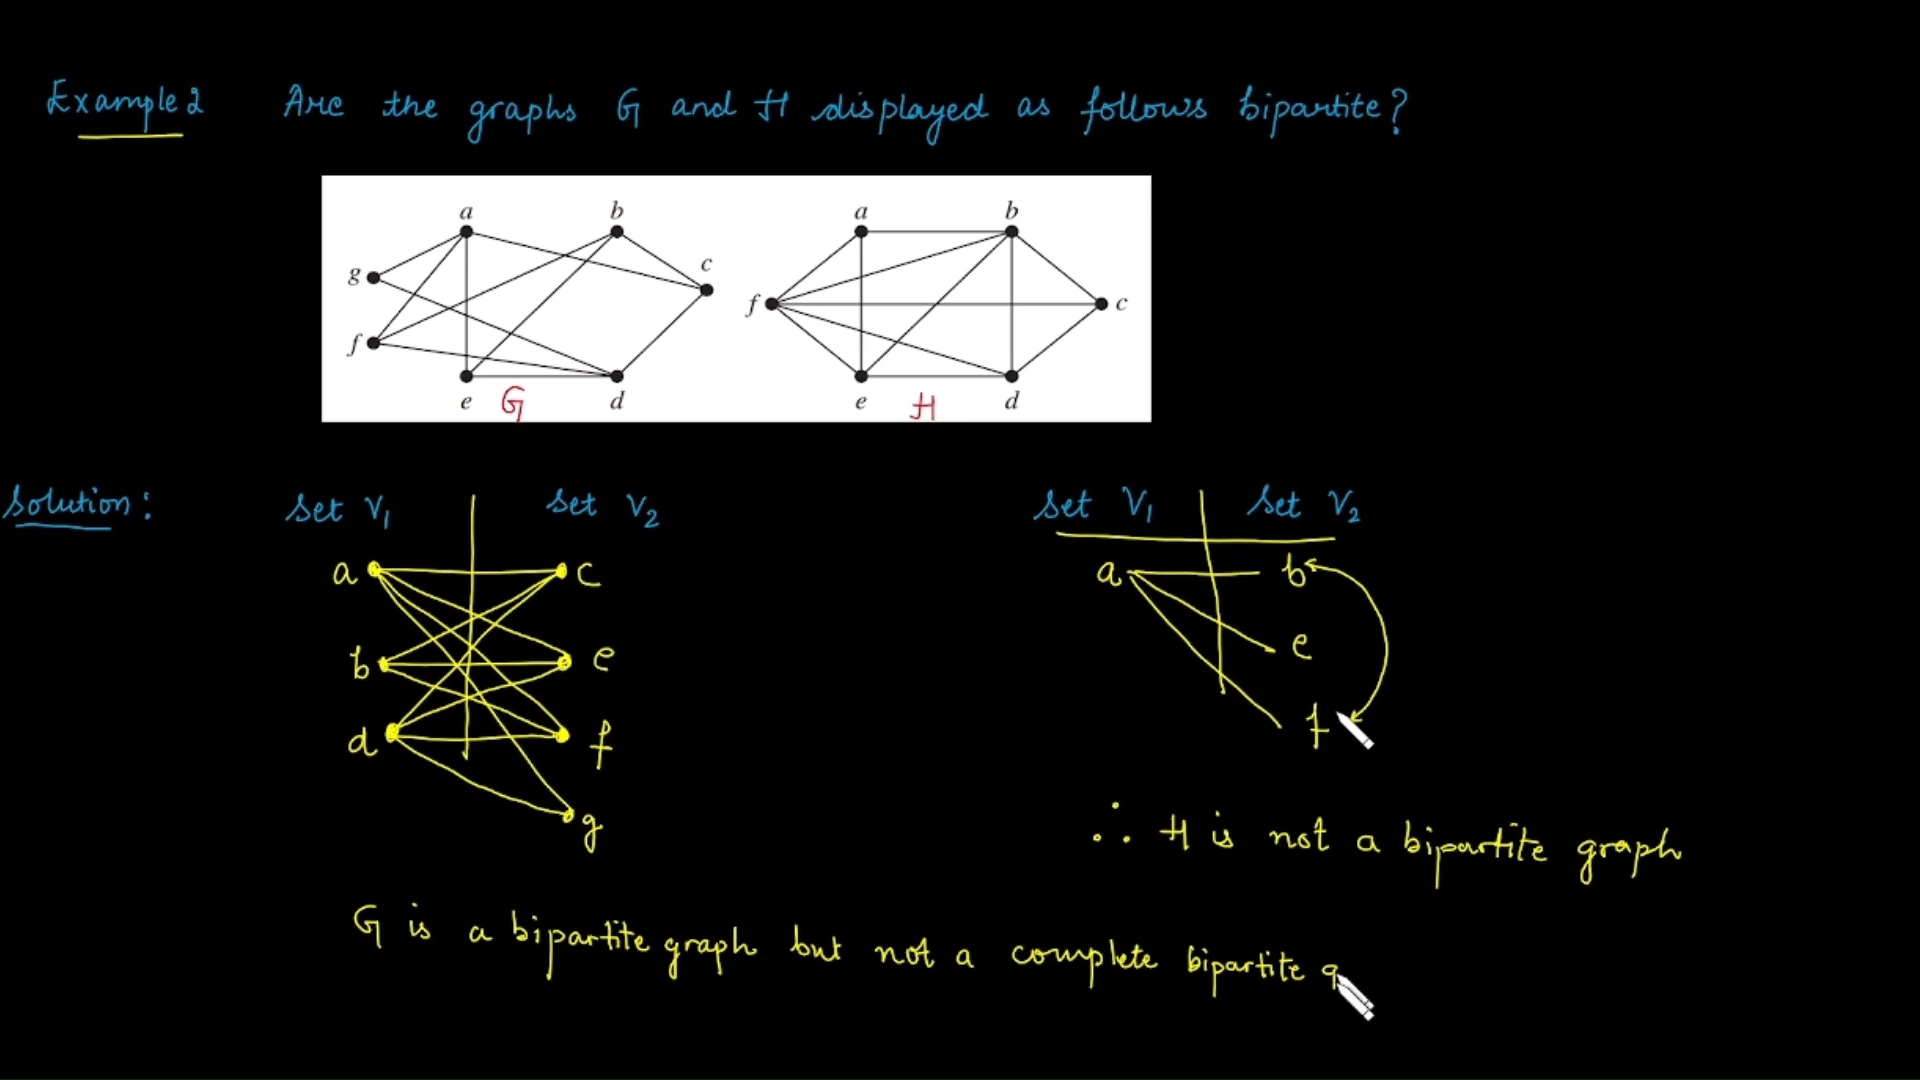 Example 2 Are the graphs G and H displayed as follows bipartite?
a b a b
g c
f f c
e G d e H d
Solution: Set V1 Set V2 Set V1 Set V2
a c a b
b e e
d f f
g
∴ H is not a bipartite graph
G is a bipartite graph but not a complete bipartite g